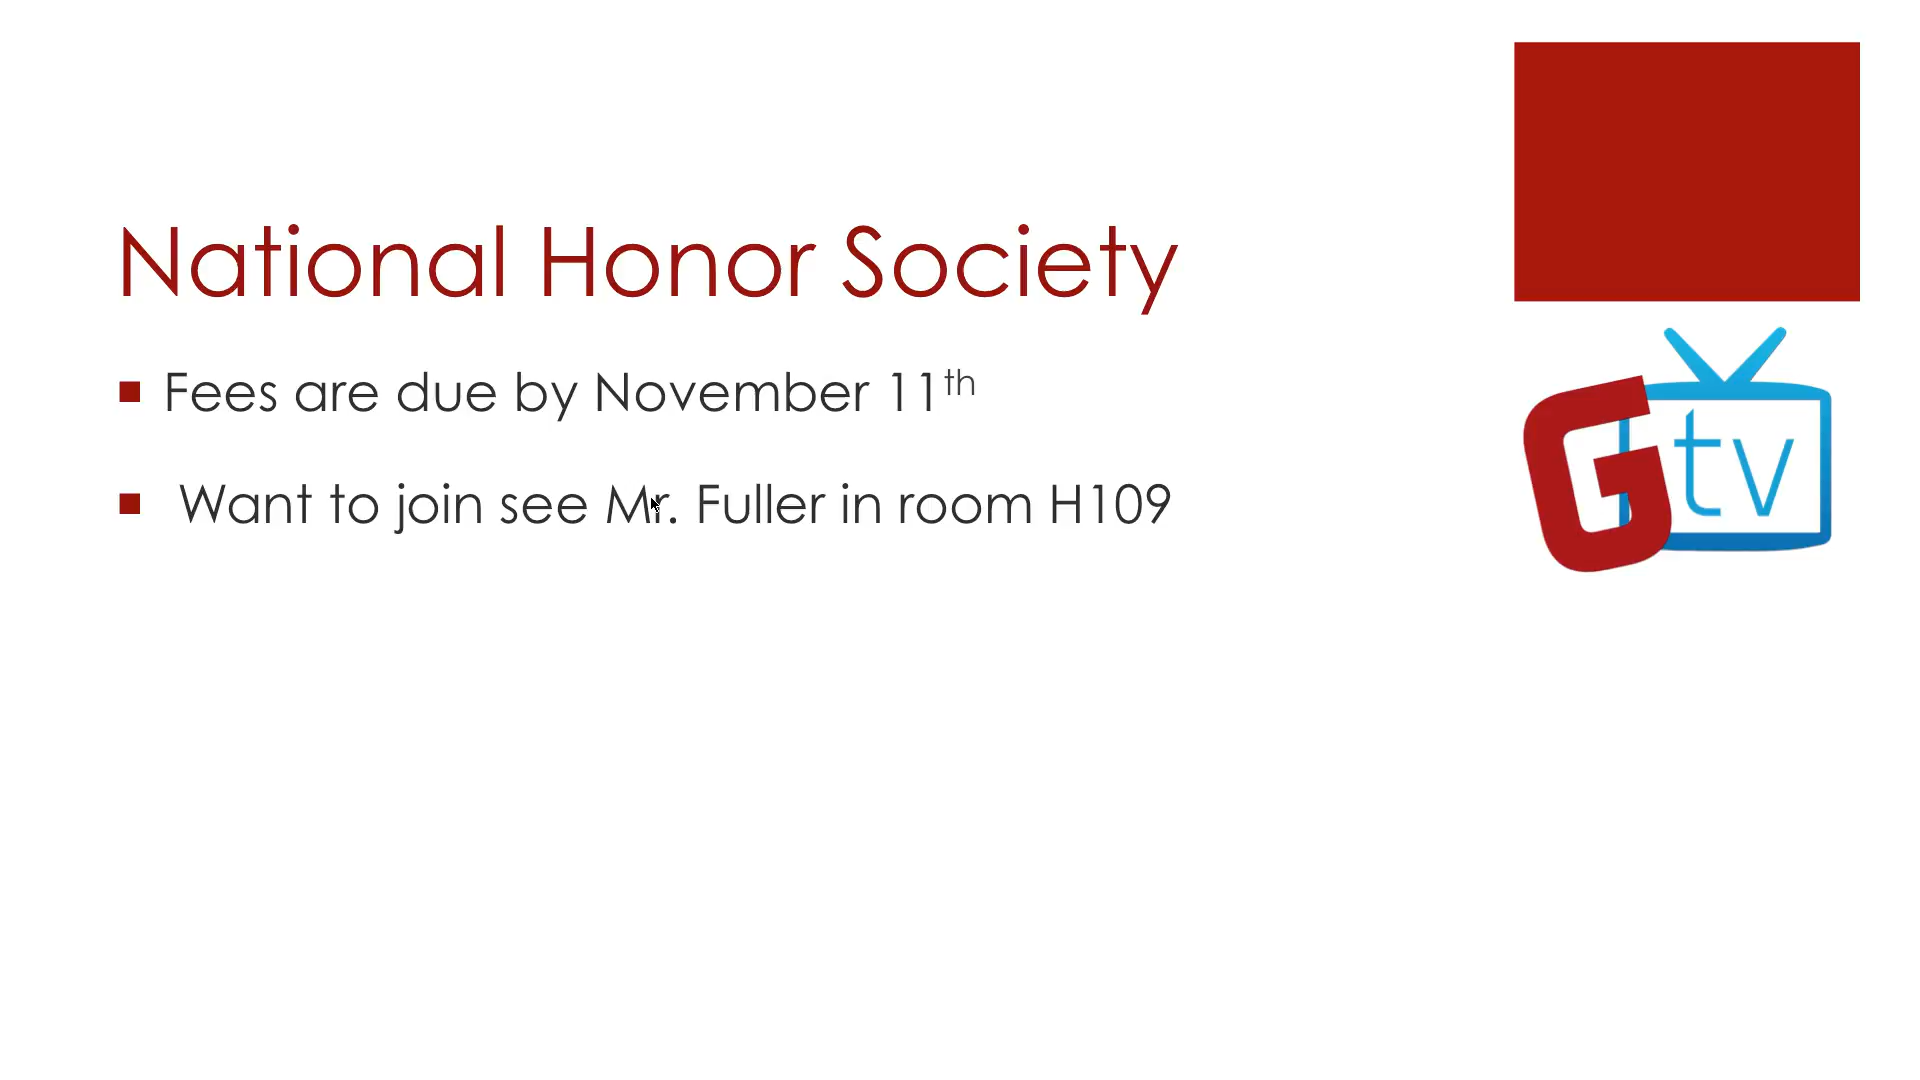 National Honor Society
Fees are due by November 11th
Want to join see Mr. Fuller in room H109
Gtv